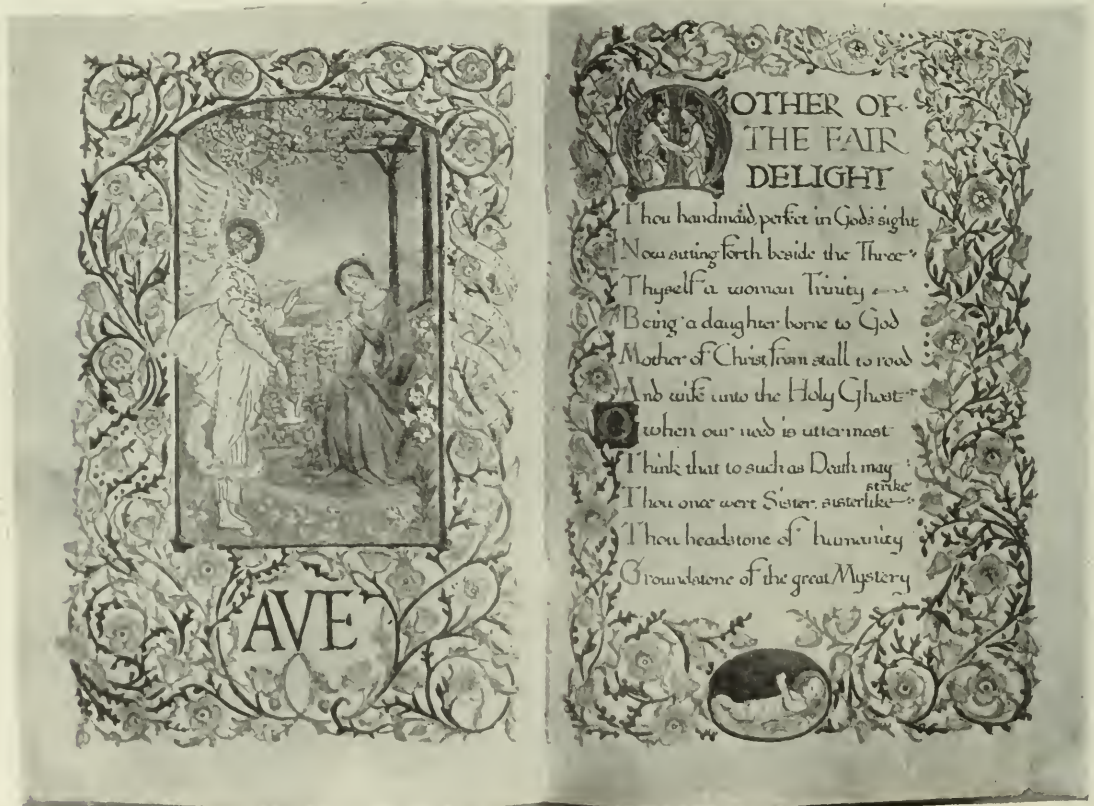 AVE
MOTHER OF
THE FAIR
DELIGHT
Thou handmaid, perfect in God's sight
Now sitting forth beside the Three
Thyself a woman Trinity
Being a daughter borne to God
Mother of Christ, from stall to rood
And wife unto the Holy Ghost
O when our need is uttermost
Think that to such as Death may
strike
Thou once wert Sister, sisterlike
Thou headstone of humanity
Groundstone of the great Mystery